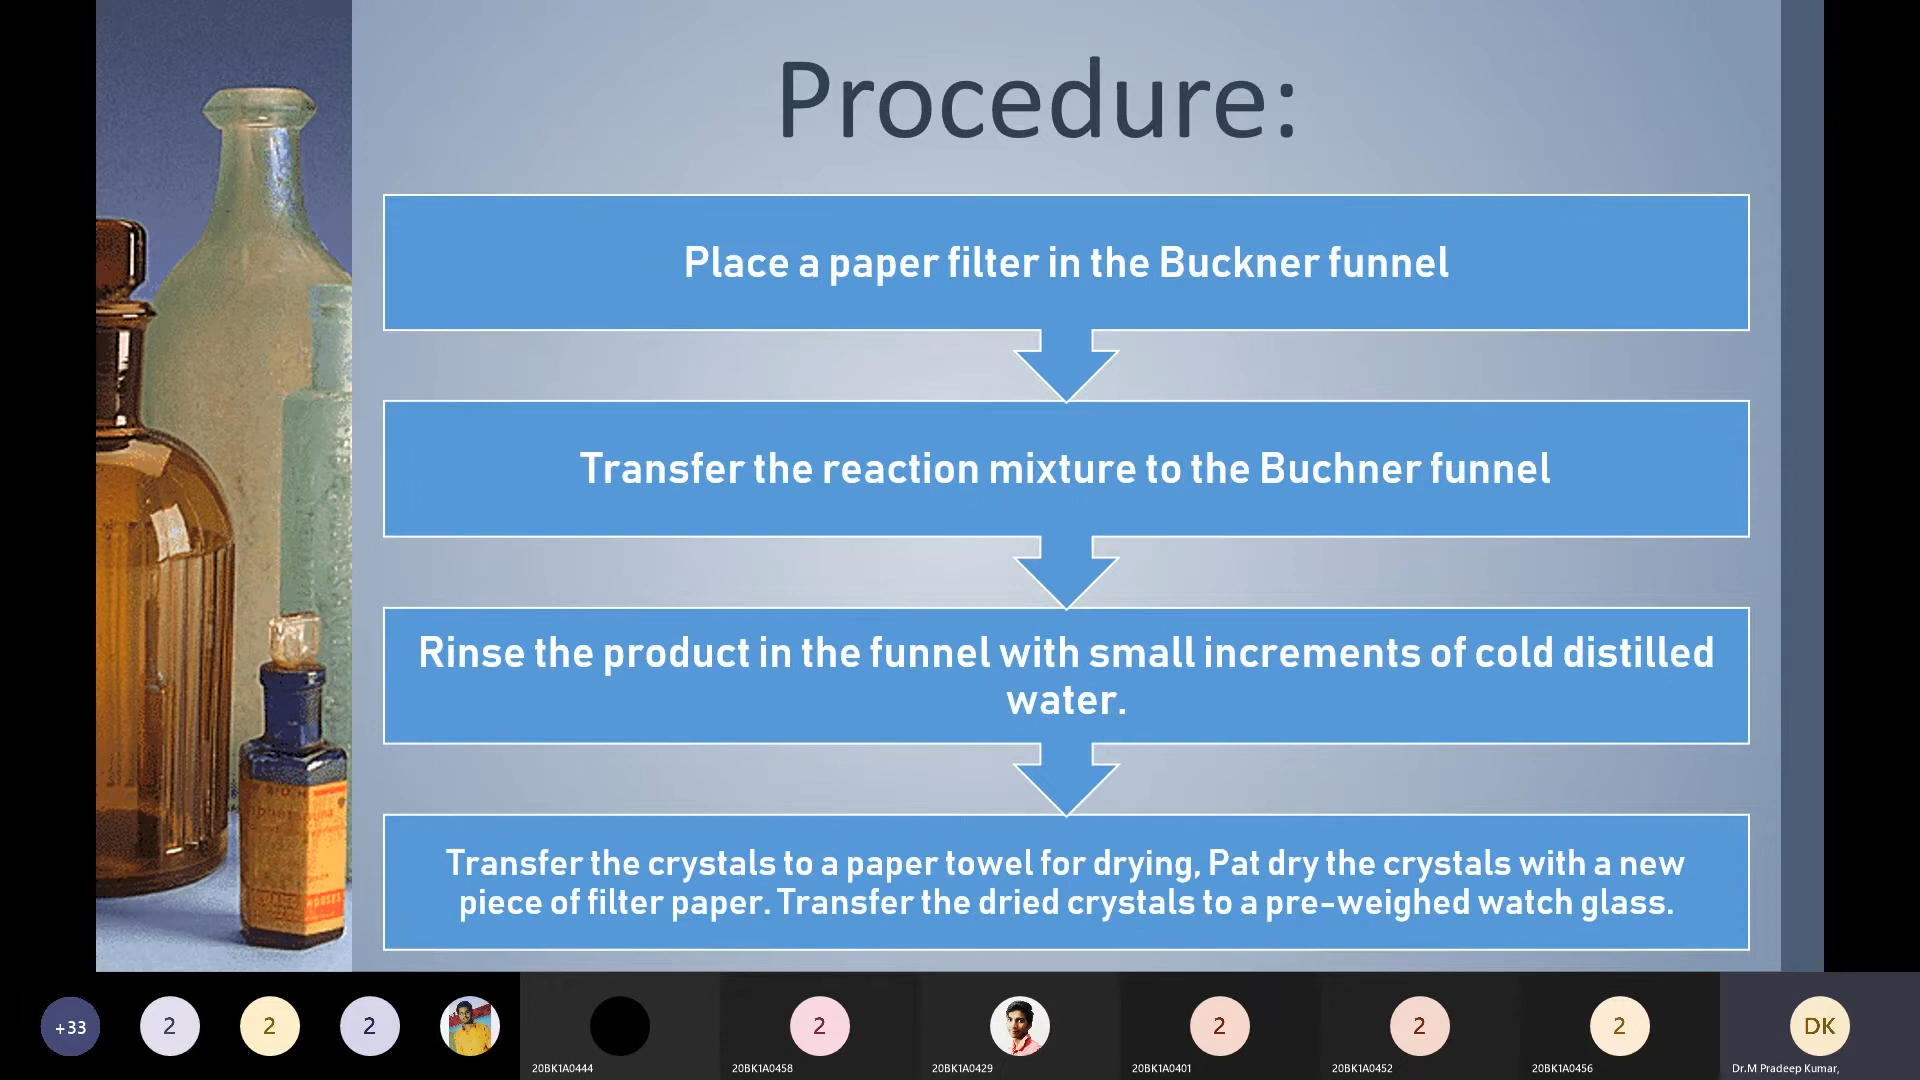 Procedure:
Place a paper filter in the Buckner funnel
Transfer the reaction mixture to the Buchner funnel
Rinse the product in the funnel with small increments of cold distilled
water.
Transfer the crystals to a paper towel for drying, Pat dry the crystals with a new
piece of filter paper. Transfer the dried crystals to a pre-weighed watch glass.
+33
2
2
2
2
2
2
2
DK
20BK1A0444
20BK1A0458
20BK1A0429
20BK1A0401
20BK1A0452
20BK1A0456
Dr.M Pradeep Kumar,